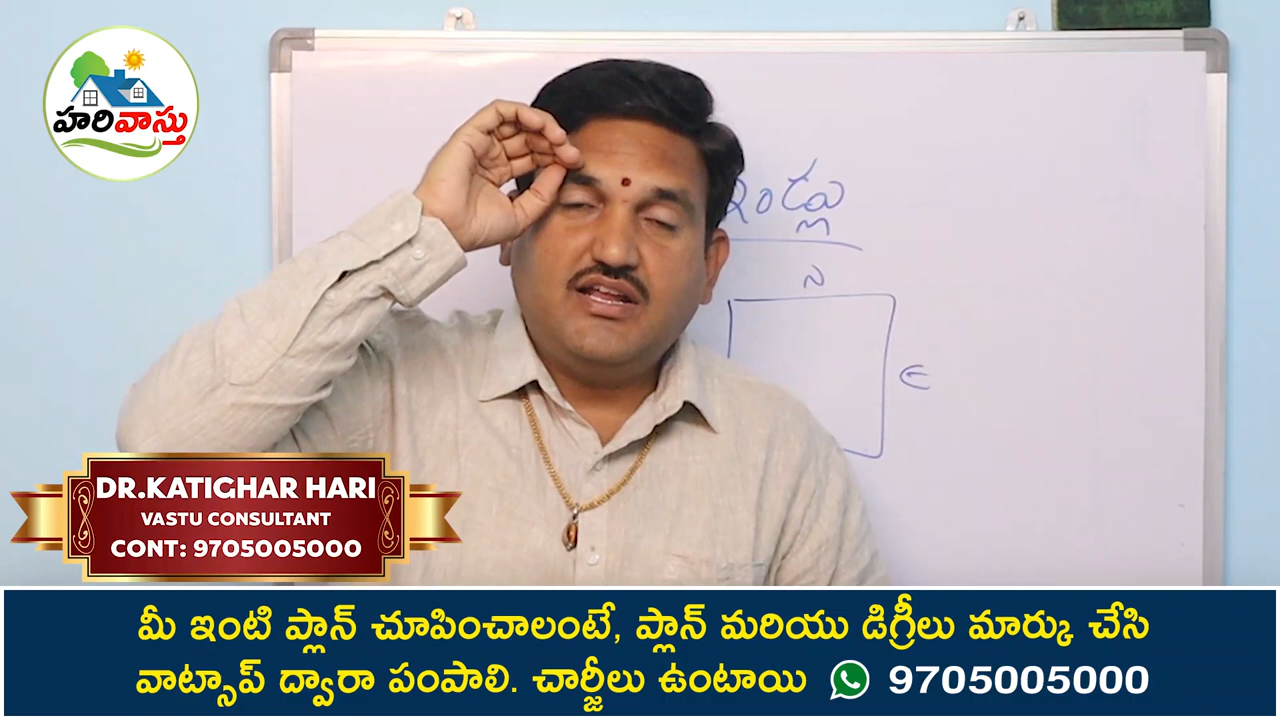 హరివాస్తు
ఇండ్లు
N
E
DR.KATIGHAR HARI
VASTU CONSULTANT
CONT: 9705005000
మీ ఇంటి ప్లాన్ చూపించాలంటే, ప్లాన్ మరియు డిగ్రీలు మార్కు చేసి
వాట్సాప్ ద్వారా పంపాలి. చార్జీలు ఉంటాయి 9705005000